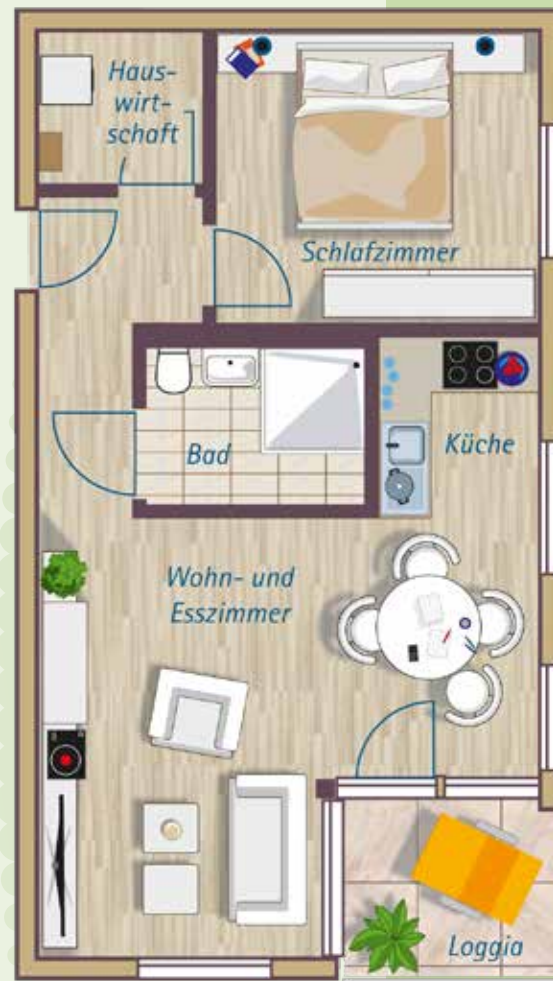 Haus-
wirt-
schaft
Schlafzimmer
Bad
Küche
Wohn- und
Esszimmer
Loggia